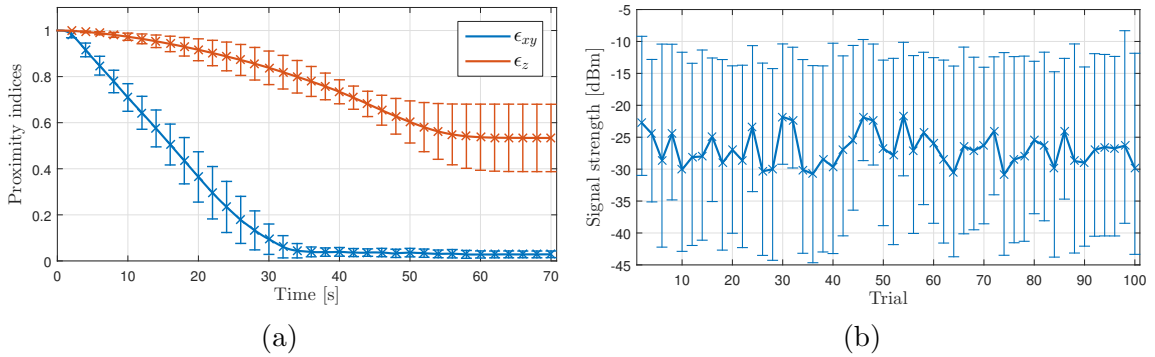 1
0.8
0.6
0.4
0.2
0
Proximity indices
0 10 20 30 40 50 60 70
Time [s]
ϵxy
ϵz
(a)
-5
-10
-15
-20
-25
-30
-35
-40
-45
Signal strength [dBm]
10 20 30 40 50 60 70 80 90 100
Trial
(b)